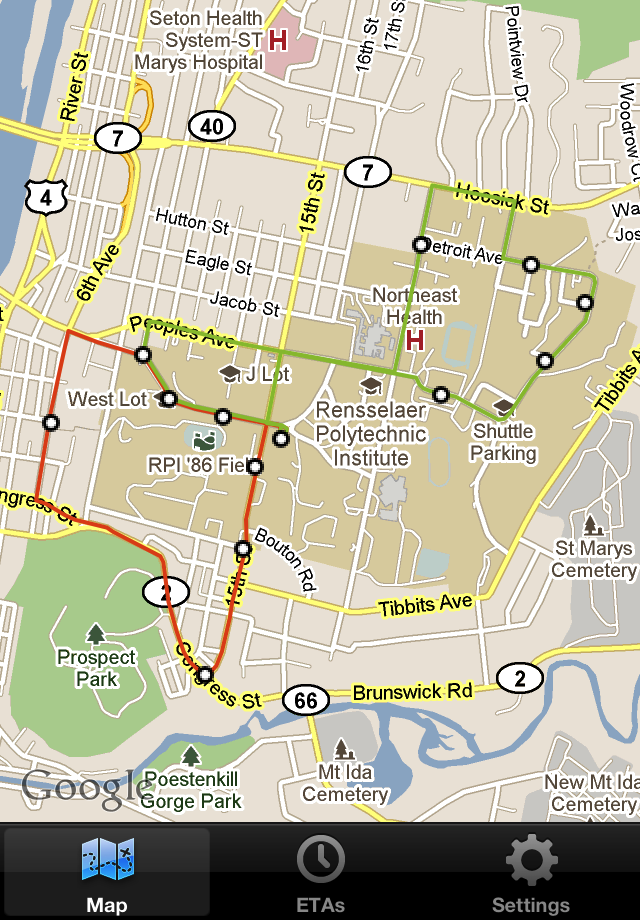 Seton Health
System-ST
Marys Hospital
H
16th St
17th St
Pointview Dr
Woodrow Ct
River St
7
40
7
4
15th St
Hoosick St
Wa
Jos
Hutton St
Detroit Ave
6th Ave
Eagle St
Jacob St
Northeast
Health
H
Peoples Ave
t
J Lot
Tibbits A
West Lot
Rensselaer
Polytechnic
Institute
Shuttle
Parking
RPI '86 Fiel
ngress St
Bouton Rd
15th S
St Marys
Cemetery
2
Tibbits Ave
Prospect
Park
Congress St
66
Brunswick Rd
2
Mt Ida
Cemetery
Google
Poestenkill
Gorge Park
New Mt Ida
Cemetery
Map
ETAs
Settings